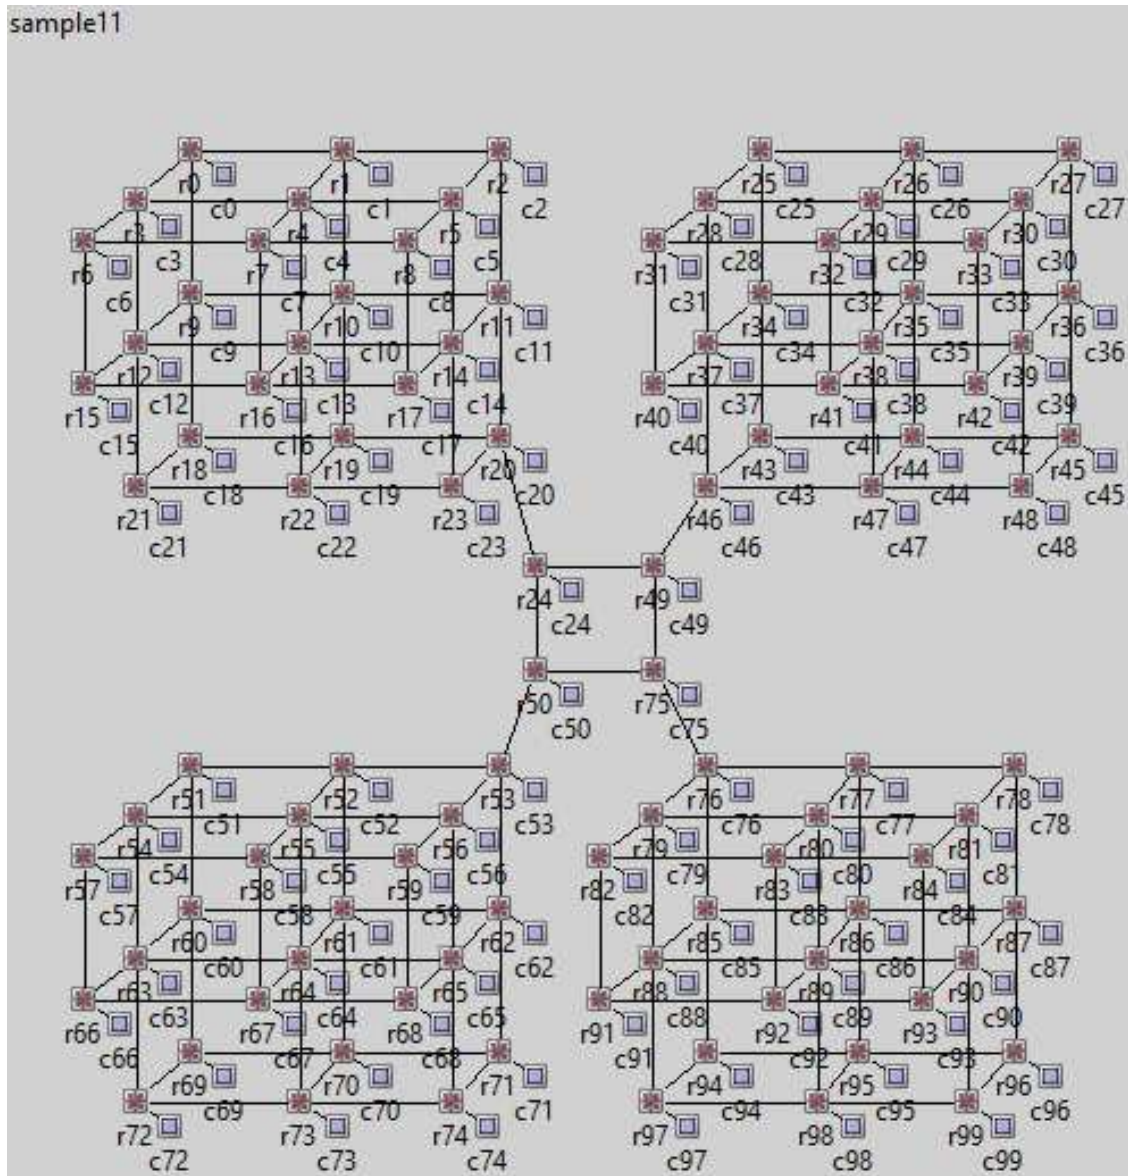 sample11
r0 r1 r2 r25 r26 r27
c0 c1 c2 c25 c26 c27
r3 r4 r5 r28 r29 r30
c3 c4 c5 c28 c29 c30
r6 r7 r8 r31 r32 r33
c6 c7 c8 c31 c32 c33
r9 r10 r11 r34 r35 r36
c9 c10 c11 c34 c35 c36
r12 r13 r14 r37 r38 r39
c12 c13 c14 c37 c38 c39
r15 r16 r17 r40 r41 r42
c15 c16 c17 c40 c41 c42
r18 r19 r20 r43 r44 r45
c18 c19 c20 c43 c44 c45
r21 r22 r23 r46 r47 r48
c21 c22 c23 c46 c47 c48
r24 r49
c24 c49
r50 r75
c50 c75
r51 r52 r53 r76 r77 r78
c51 c52 c53 c76 c77 c78
r54 r55 r56 r79 r80 r81
c54 c55 c56 c79 c80 c81
r57 r58 r59 r82 r83 r84
c57 c58 c59 c82 c83 c84
r60 r61 r62 r85 r86 r87
c60 c61 c62 c85 c86 c87
r63 r64 r65 r88 r89 r90
c63 c64 c65 c88 c89 c90
r66 r67 r68 r91 r92 r93
c66 c67 c68 c91 c92 c93
r69 r70 r71 r94 r95 r96
c69 c70 c71 c94 c95 c96
r72 r73 r74 r97 r98 r99
c72 c73 c74 c97 c98 c99